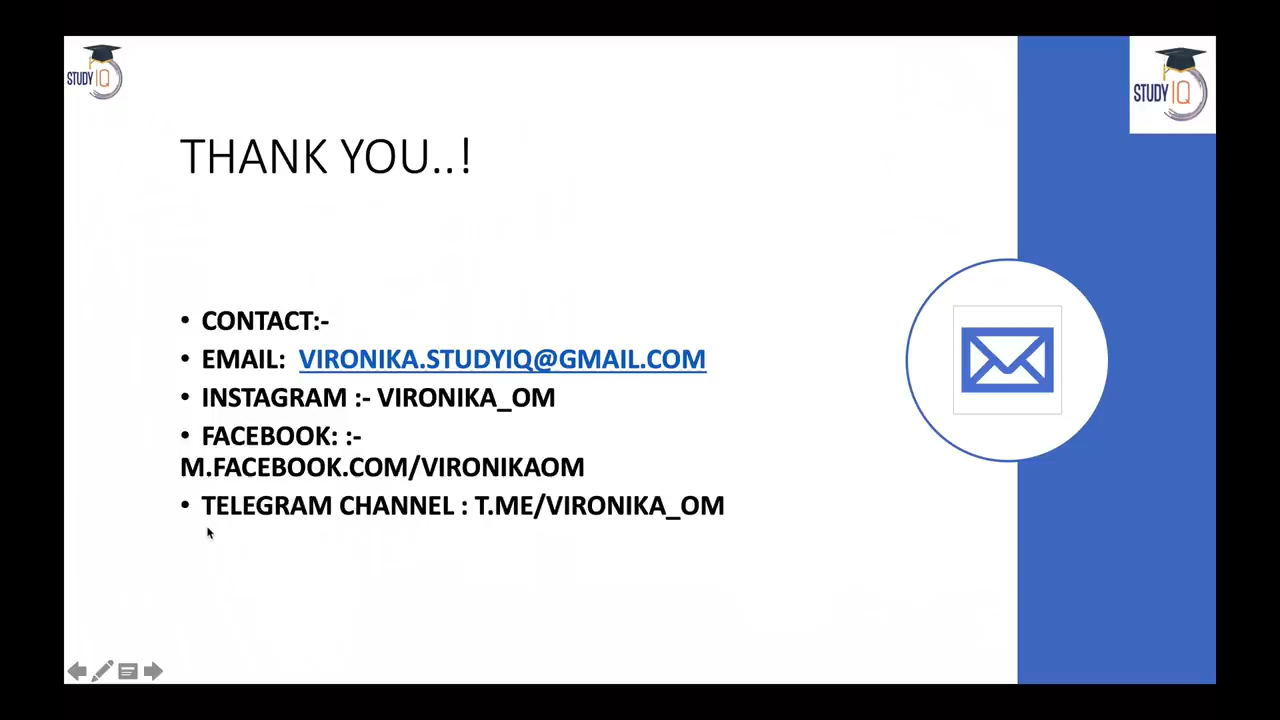 STUDY IQ
STUDY IQ
THANK YOU..!
• CONTACT:-
• EMAIL: VIRONIKA.STUDYIQ@GMAIL.COM
• INSTAGRAM :- VIRONIKA_OM
• FACEBOOK: :-
M.FACEBOOK.COM/VIRONIKAOM
• TELEGRAM CHANNEL : T.ME/VIRONIKA_OM